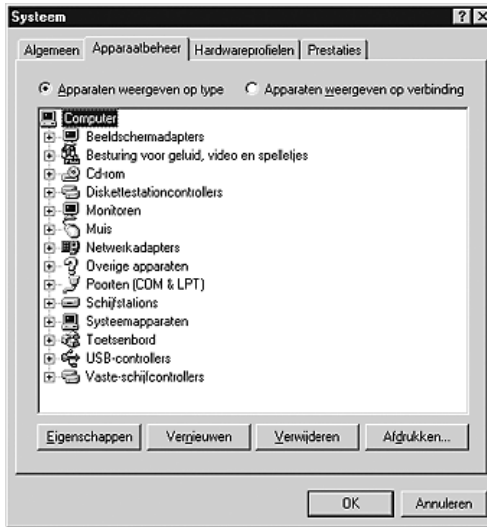 Systeem
Algemeen Apparaatbeheer Hardwareprofielen Prestaties
Apparaten weergeven op type Apparaten weergeven op verbinding
Computer
Beeldschermadapters
Besturing voor geluid, video en spelletjes
Cd-rom
Diskettestationcontrollers
Monitoren
Muis
Netwerkadapters
Overige apparaten
Poorten (COM & LPT)
Schijfstations
Systeemapparaten
Toetsenbord
USB-controllers
Vaste-schijfcontrollers
Eigenschappen Vernieuwen Verwijderen Afdrukken...
OK Annuleren